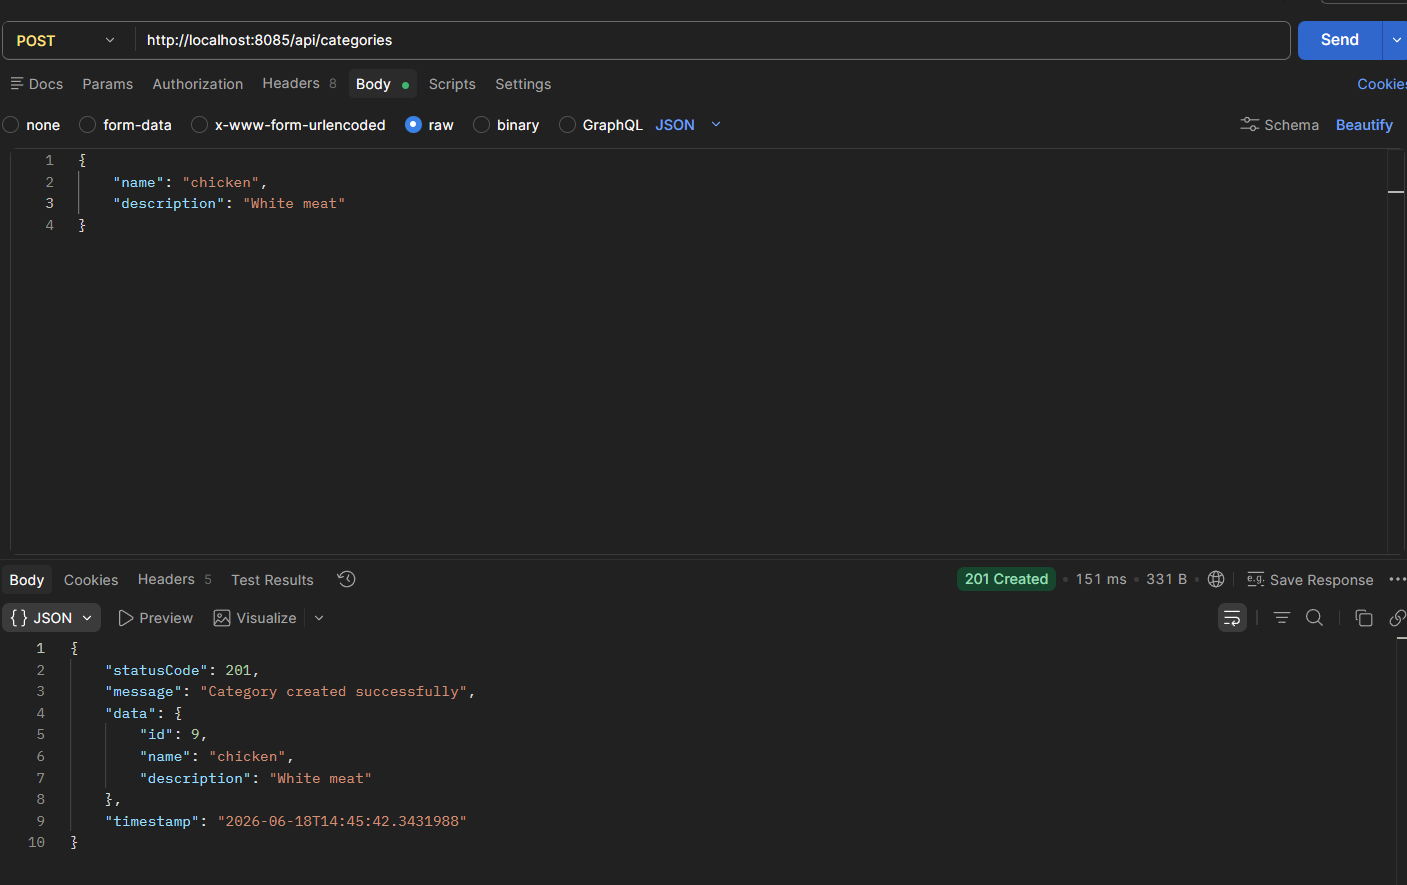 POST http://localhost:8085/api/categories Send
Docs Params Authorization Headers 8 Body Scripts Settings Cookies
none form-data x-www-form-urlencoded raw binary GraphQL JSON Schema Beautify
1 {
2 "name": "chicken",
3 "description": "White meat"
4 }
Body Cookies Headers 5 Test Results 201 Created 151 ms 331 B e.g. Save Response
{} JSON Preview Visualize
1 {
2 "statusCode": 201,
3 "message": "Category created successfully",
4 "data": {
5 "id": 9,
6 "name": "chicken",
7 "description": "White meat"
8 },
9 "timestamp": "2026-06-18T14:45:42.3431988"
10 }